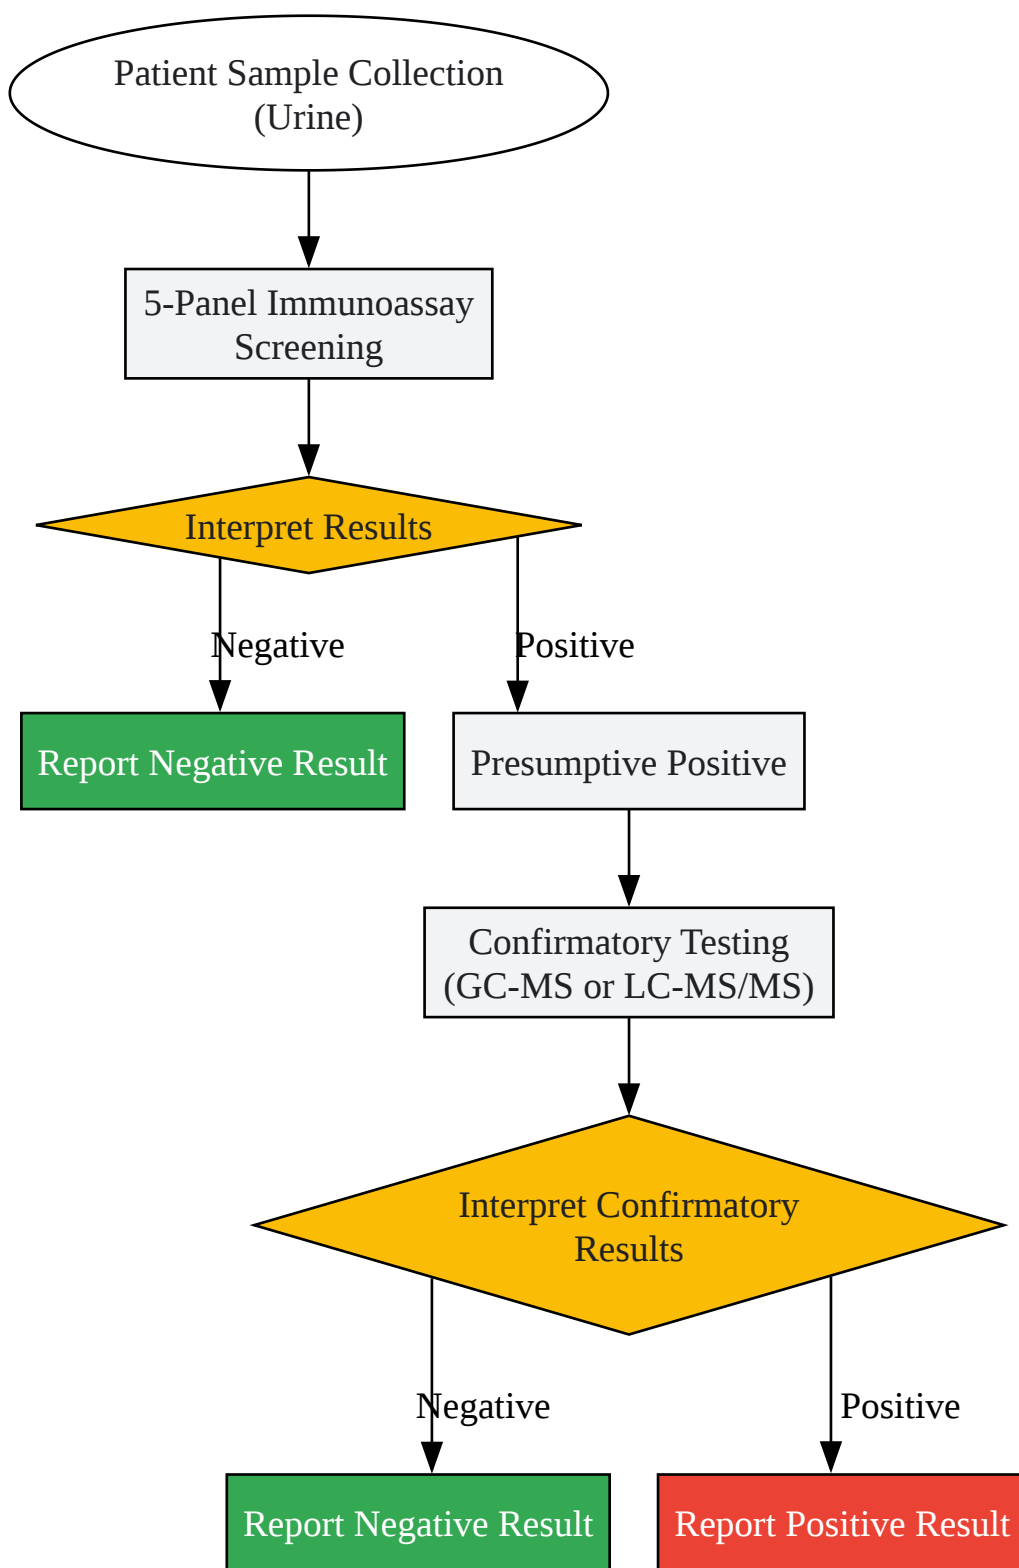 Patient Sample Collection
(Urine)
5-Panel Immunoassay
Screening
Interpret Results
Negative
Positive
Report Negative Result
Presumptive Positive
Confirmatory Testing
(GC-MS or LC-MS/MS)
Interpret Confirmatory
Results
Negative
Positive
Report Negative Result
Report Positive Result